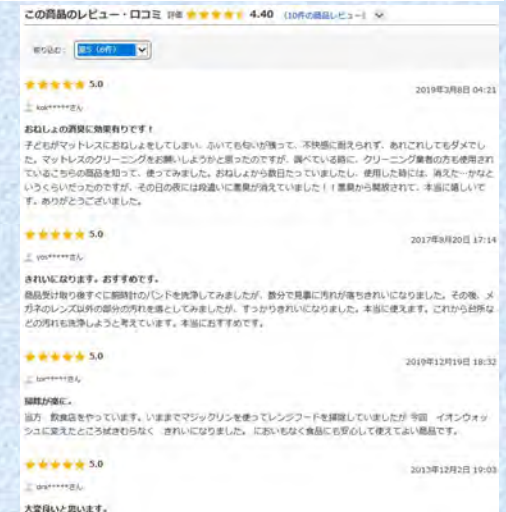 この商品のレビュー・口コミ 評価 4.40 (10件の商品レビュー)
絞り込む: 星5 (6件)
5.0
2019年3月8日 04:21
kok*****さん
おねしょの消臭に効果有りです!
子どもがマットレスにおねしょをしてしまい、ふいても匂いが残って、不快感に耐えられず、あれこれしてもダメでし
た。マットレスのクリーニングをお願いしようかと思ったのですが、調べている時に、クリーニング業者の方も使用され
ているこちらの商品を知って、使ってみました。おねしょから数日たっていましたし、使用した時には、消えた…かなと
いうくらいだったのですが、その日の夜には段違いに悪臭が消えていました!!悪臭から開放されて、本当に嬉しいで
す。ありがとうございました。
5.0
2017年8月20日 17:14
yos*****さん
きれいになります。おすすめです。
商品受け取り後すぐに腕時計のバンドを洗浄してみましたが、数分で見事に汚れが落ちきれいになりました。その後、メ
ガネのレンズ以外の部分の汚れを落としてみましたが、すっかりきれいになりました。本当に使えます。これから台所な
どの汚れも洗浄しようと考えています。本当におすすめです。
5.0
2019年12月19日 18:32
tor*****さん
掃除が楽に。
当方 飲食店をやっています。いままでマジックリンを使ってレンジフードを掃除していましたが 今回 イオンウォッ
シュに変えたところ拭きむらなく きれいになりました。 においもなく食品にも安心して使えてよい商品です。
5.0
2013年12月2日 19:03
さん
大変良いと思います。